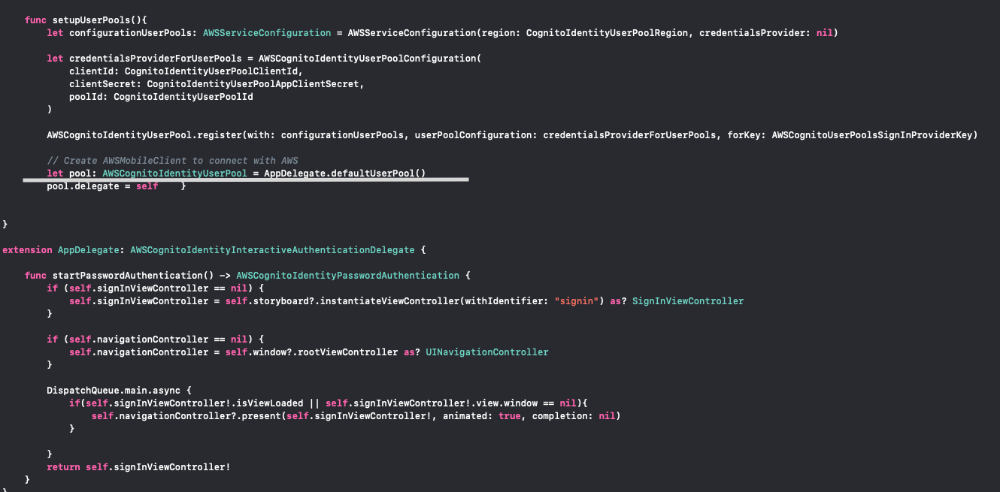 func setupUserPools(){
let configurationUserPools: AWSServiceConfiguration = AWSServiceConfiguration(region: CognitoIdentityUserPoolRegion, credentialsProvider: nil)
let credentialsProviderForUserPools = AWSCognitoIdentityUserPoolConfiguration(
clientId: CognitoIdentityUserPoolClientId,
clientSecret: CognitoIdentityUserPoolAppClientSecret,
poolId: CognitoIdentityUserPoolId
)
AWSCognitoIdentityUserPool.register(with: configurationUserPools, userPoolConfiguration: credentialsProviderForUserPools, forKey: AWSCognitoUserPoolsSignInProviderKey)
// Create AWSMobileClient to connect with AWS
let pool: AWSCognitoIdentityUserPool = AppDelegate.defaultUserPool()
pool.delegate = self    }
}
extension AppDelegate: AWSCognitoIdentityInteractiveAuthenticationDelegate {
func startPasswordAuthentication() -> AWSCognitoIdentityPasswordAuthentication {
if (self.signInViewController == nil) {
self.signInViewController = self.storyboard?.instantiateViewController(withIdentifier: "signin") as? SignInViewController
}
if (self.navigationController == nil) {
self.navigationController = self.window?.rootViewController as? UINavigationController
}
DispatchQueue.main.async {
if(self.signInViewController!.isViewLoaded || self.signInViewController!.view.window == nil){
self.navigationController?.present(self.signInViewController!, animated: true, completion: nil)
}
}
return self.signInViewController!
}
}